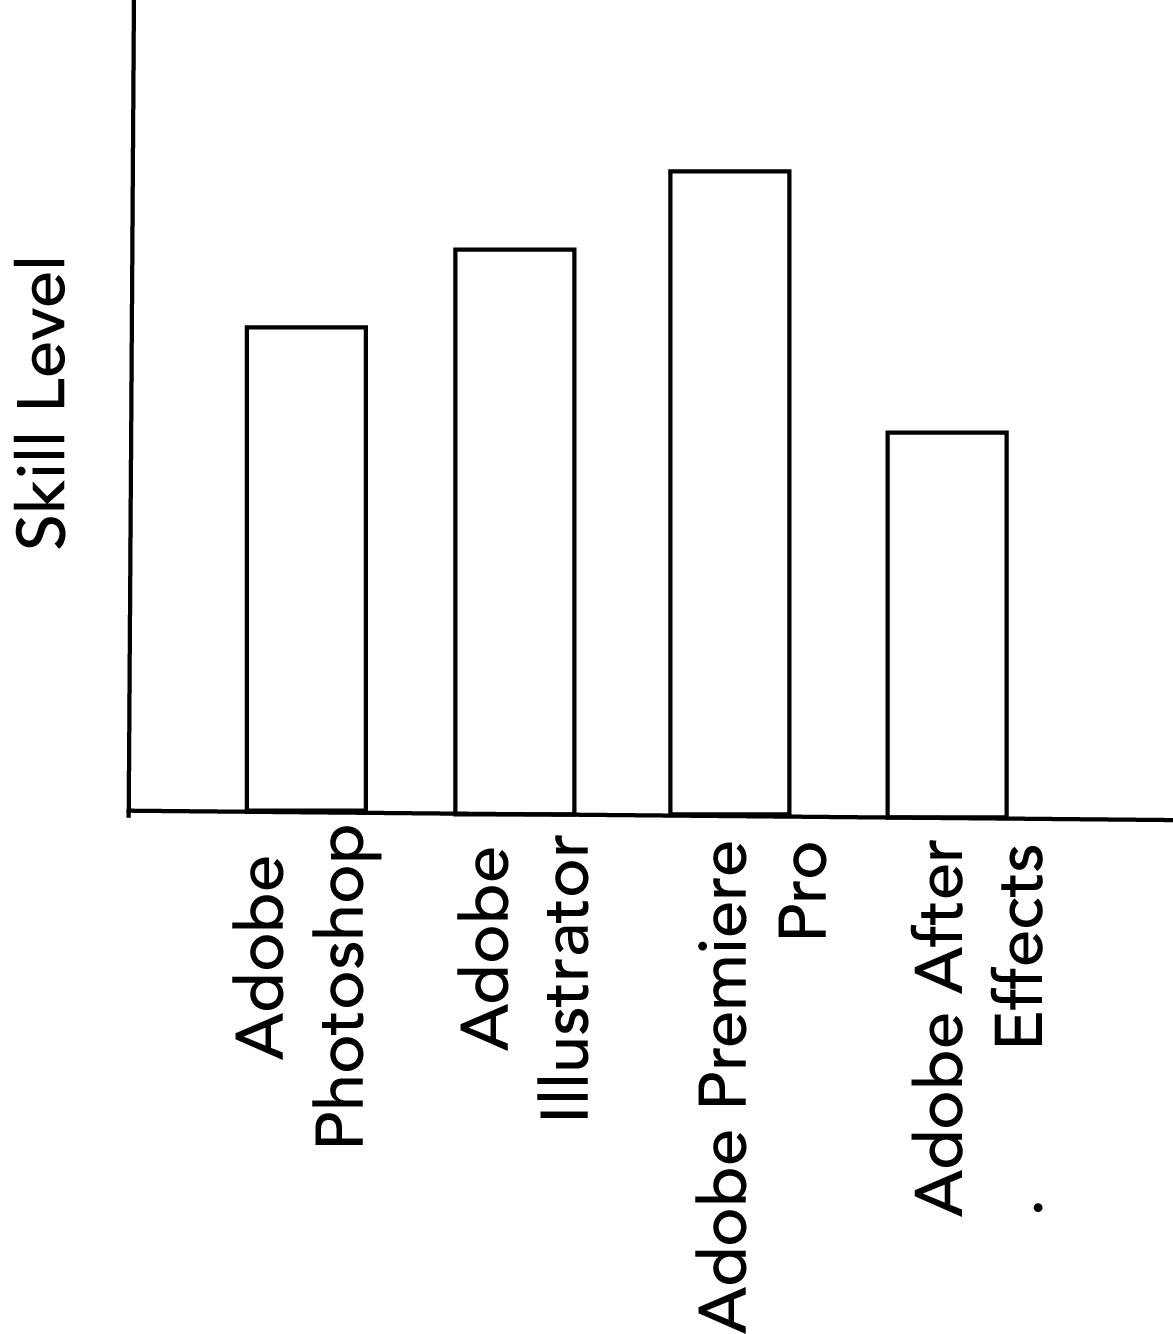 Skill Level
Adobe
Photoshop
Adobe
Illustrator
Adobe Premiere
Pro
Adobe After
. Effects